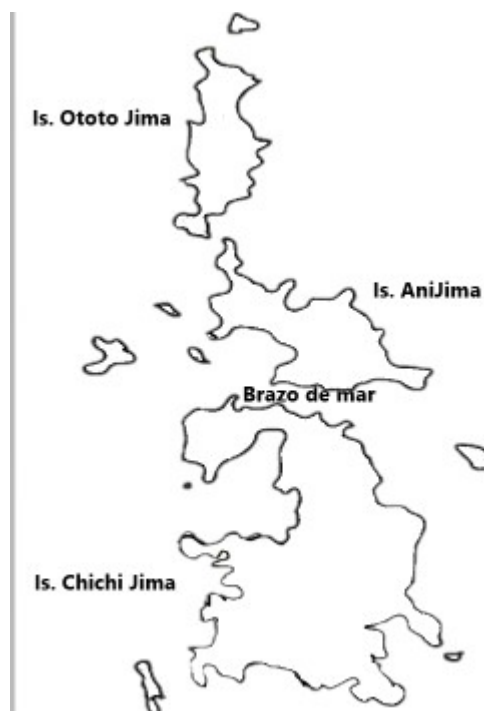 Is. Ototo Jima
Is. AniJima
Brazo de mar
Is. Chichi Jima